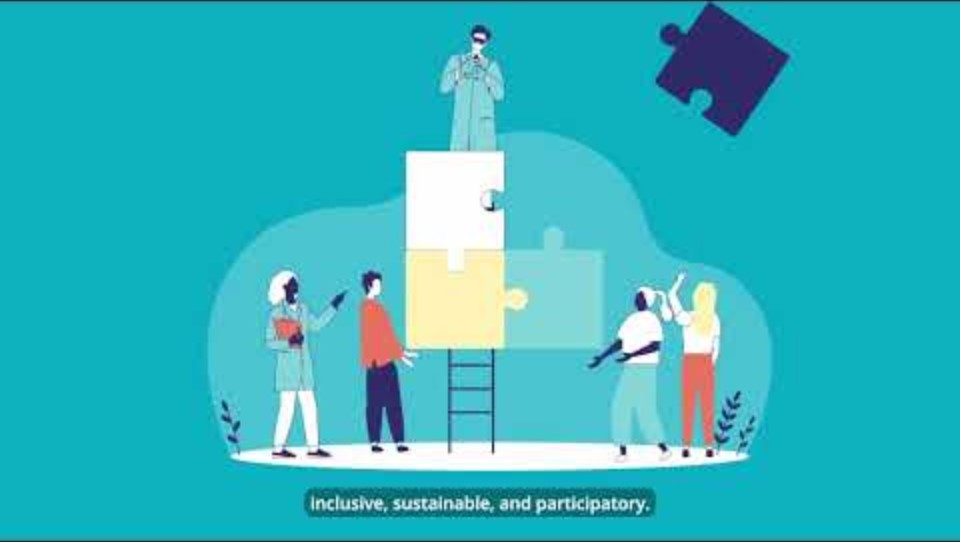 inclusive, sustainable, and participatory.